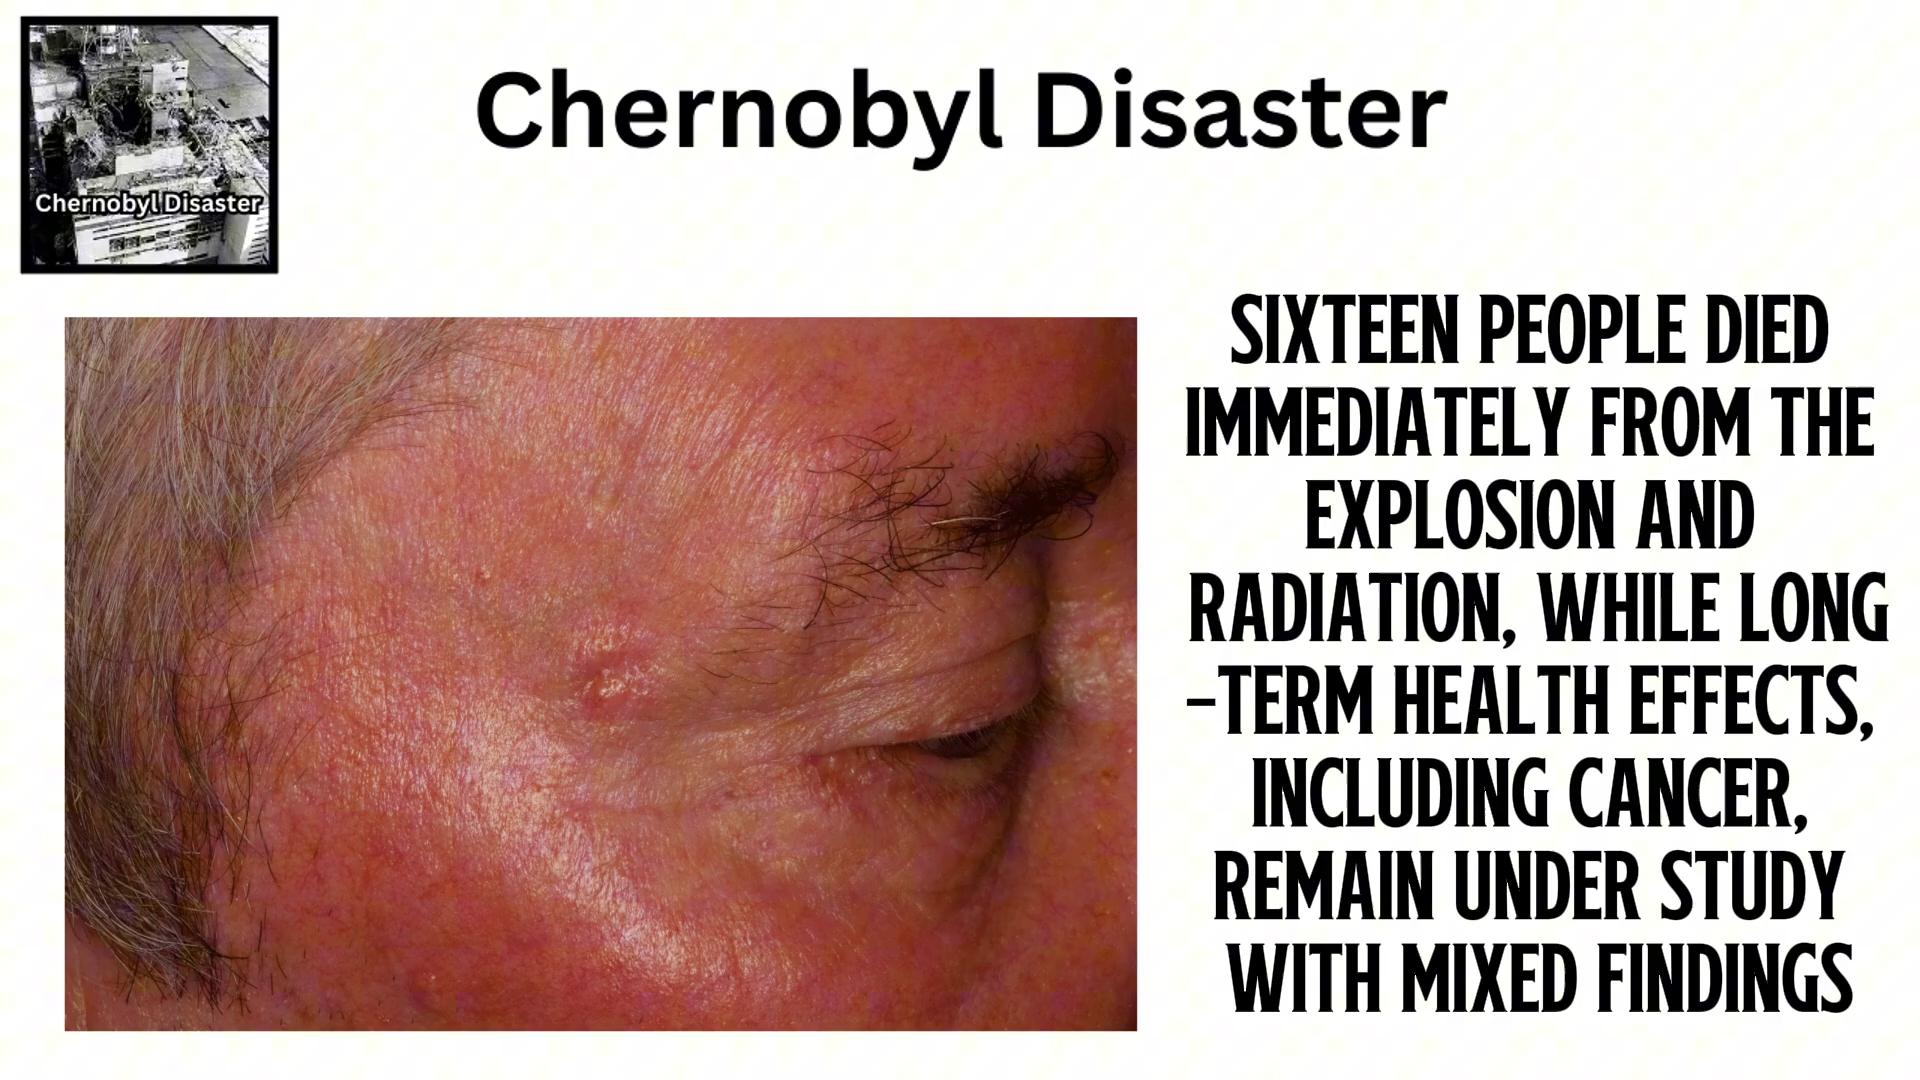 Chernobyl Disaster
Chernobyl Disaster
SIXTEEN PEOPLE DIED
IMMEDIATELY FROM THE
EXPLOSION AND
RADIATION, WHILE LONG
-TERM HEALTH EFFECTS,
INCLUDING CANCER,
REMAIN UNDER STUDY
WITH MIXED FINDINGS